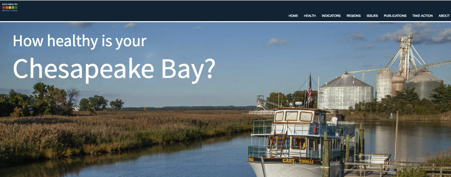 HOME HEALTH INDICATORS REGIONS ISSUES PUBLICATIONS TAKE ACTION ABOUT
How healthy is your
Chesapeake Bay?